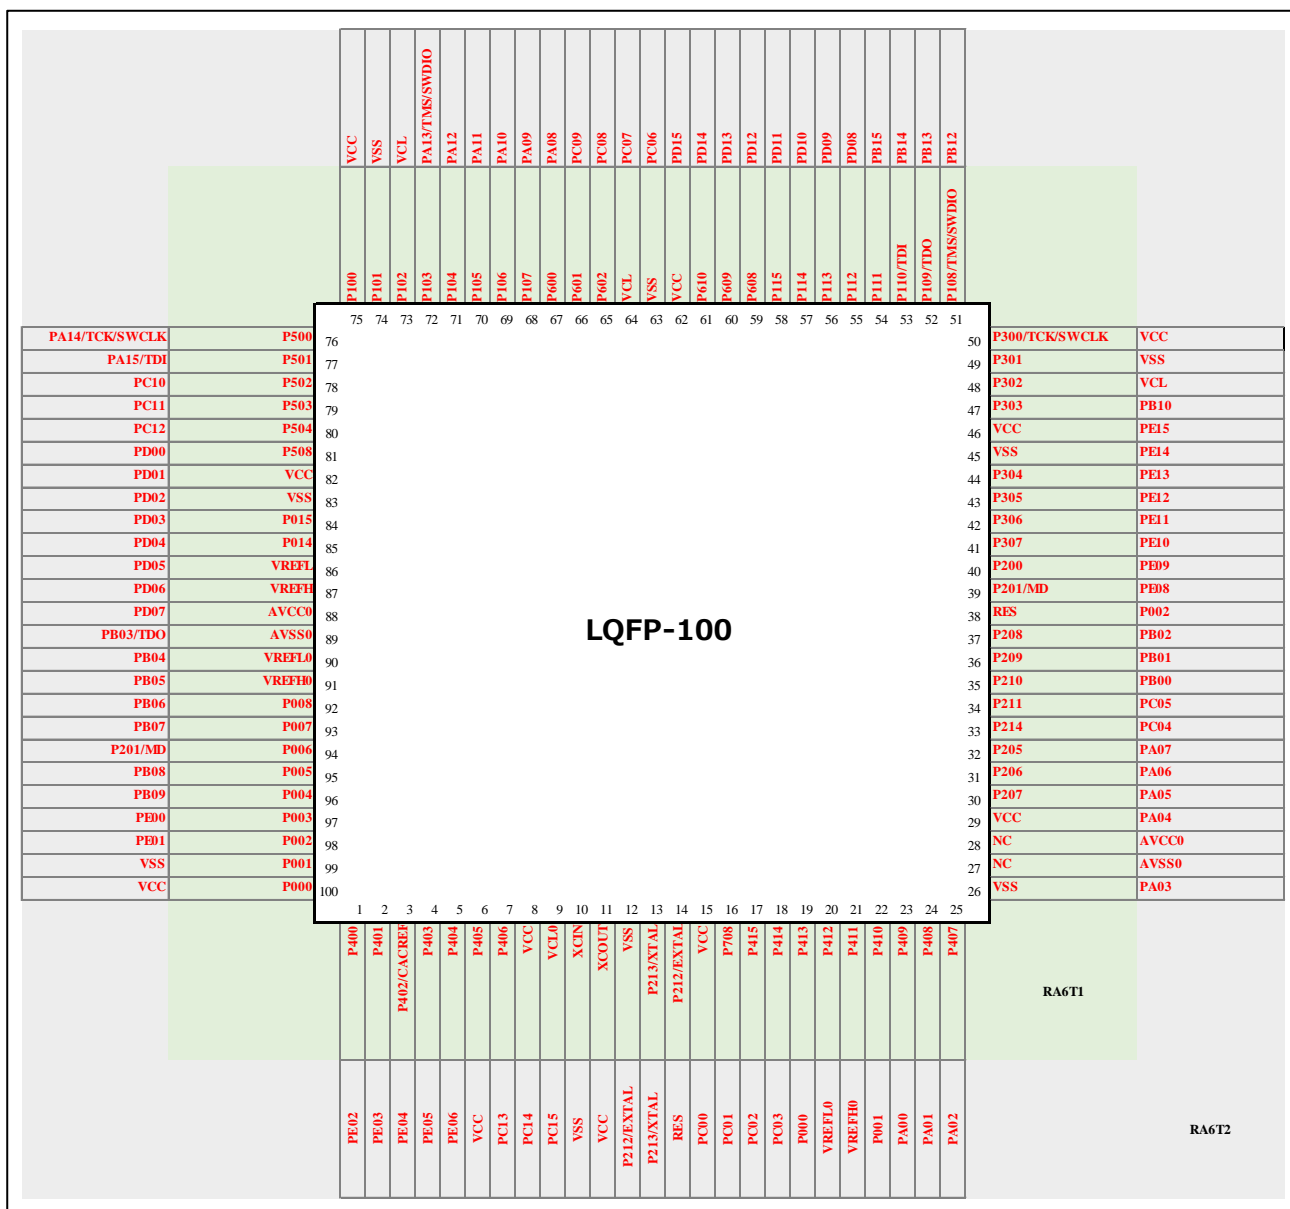 VCC VSS VCL PA13/TMS/SWDIO PA12 PA11 PA10 PA09 PA08 PC09 PC08 PC07 PC06 PD15 PD14 PD13 PD12 PD11 PD10 PD09 PD08 PB15 PB14 PB13 PB12
P100 P101 P102 P103 P104 P105 P106 P107 P600 P601 P602 VCL VSS VCC P610 P609 P608 P115 P114 P113 P112 P111 P110/TDI P109/TDO P108/TMS/SWDIO
75 74 73 72 71 70 69 68 67 66 65 64 63 62 61 60 59 58 57 56 55 54 53 52 51
PA14/TCK/SWCLK P500 76 50 P300/TCK/SWCLK VCC
PA15/TDI P501 77 49 P301 VSS
PC10 P502 78 48 P302 VCL
PC11 P503 79 47 P303 PB10
PC12 P504 80 46 VCC PE15
PD00 P508 81 45 VSS PE14
PD01 VCC 82 44 P304 PE13
PD02 VSS 83 43 P305 PE12
PD03 P015 84 42 P306 PE11
PD04 P014 85 41 P307 PE10
PD05 VREFL 86 40 P200 PE09
PD06 VREFH 87 39 P201/MD PE08
PD07 AVCC0 88 38 RES P002
PB03/TDO AVSS0 89 37 P208 PB02
PB04 VREFL0 90 36 P209 PB01
PB05 VREFH0 91 35 P210 PB00
PB06 P008 92 34 P211 PC05
PB07 P007 93 33 P214 PC04
P201/MD P006 94 32 P205 PA07
PB08 P005 95 31 P206 PA06
PB09 P004 96 30 P207 PA05
PE00 P003 97 29 VCC PA04
PE01 P002 98 28 NC AVCC0
VSS P001 99 27 NC AVSS0
VCC P000 100 26 VSS PA03
LQFP-100
1 2 3 4 5 6 7 8 9 10 11 12 13 14 15 16 17 18 19 20 21 22 23 24 25
P400 P401 P402/CACREF P403 P404 P405 P406 VCC VCL0 XCIN XCOUT VSS P213/XTAL P212/EXTAL VCC P708 P415 P414 P413 P412 P411 P410 P409 P408 P407
RA6T1
PE02 PE03 PE04 PE05 PE06 VCC PC13 PC14 PC15 VSS VCC P212/EXTAL P213/XTAL RES PC00 PC01 PC02 PC03 P000 VREFL0 VREFH0 P001 PA00 PA01 PA02
RA6T2